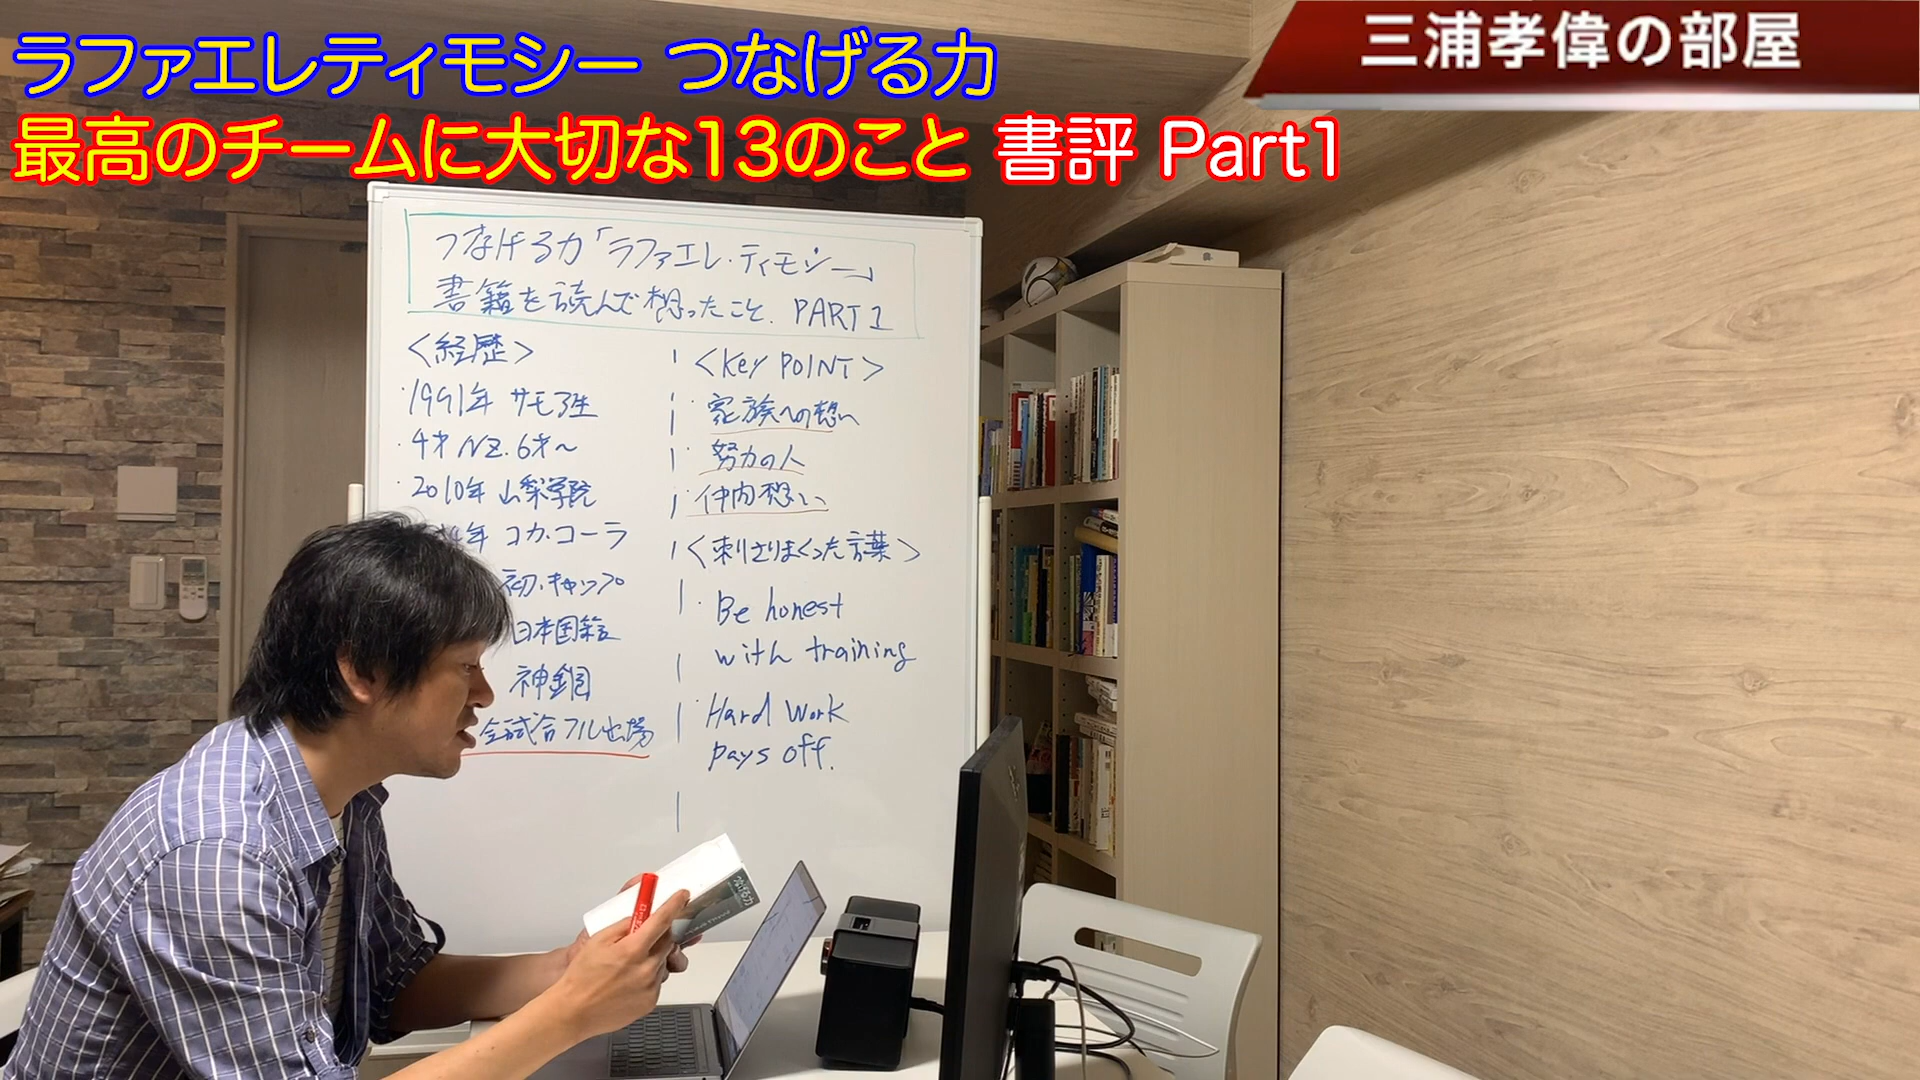 三浦孝偉の部屋
ラファエレティモシー つなげる力
最高のチームに大切な13のこと 書評 Part1
つなげる力「ラファエレ・ティモシー」
書籍を読んで想ったこと. PART 1
<経歴>
・1991年 サモア生
・4才 NZ. 6才〜
・2010年 山梨学院
年 コカ・コーラ
初・キャップ
日本国籍
神鋼
全試合フル出場
<Key POINT>
・家族への想い
・努力の人
・仲内想い
<刺さりまくった言葉>
・Be honest
with training
・Hard Work
pays off.
つなげる力